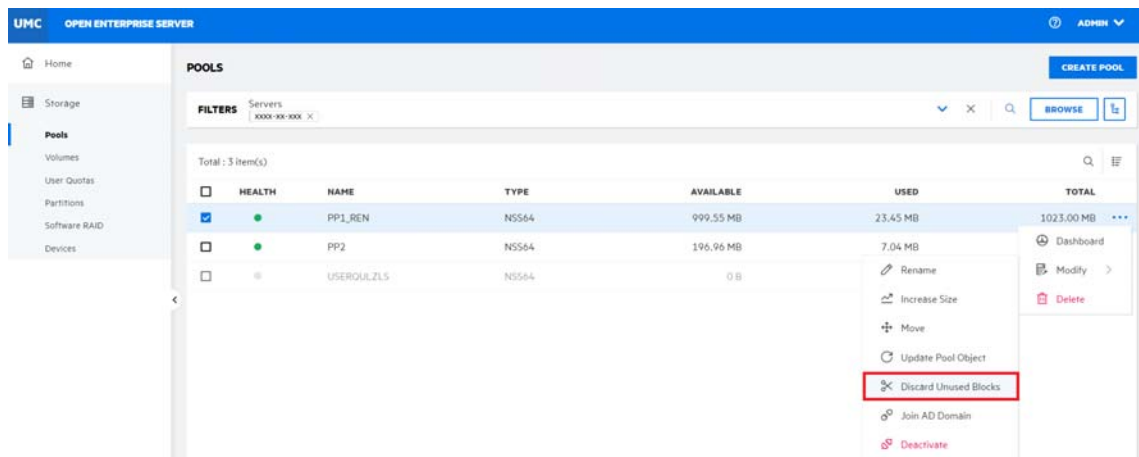 UMC OPEN ENTERPRISE SERVER ADMIN
Home
POOLS CREATE POOL
Storage
FILTERS Servers BROWSE
xxxx-xx-xxx
Pools
Volumes
Total : 3 item(s)
User Quotas
HEALTH NAME TYPE AVAILABLE USED TOTAL
Partitions
PP1_REN NSS64 999.55 MB 23.45 MB 1023.00 MB
Software RAID
Devices
PP2 NSS64 196.96 MB 7.04 MB
Dashboard
Modify
Delete
USERQULZLS NSS64 0 B
Rename
Increase Size
Move
Update Pool Object
Discard Unused Blocks
Join AD Domain
Deactivate